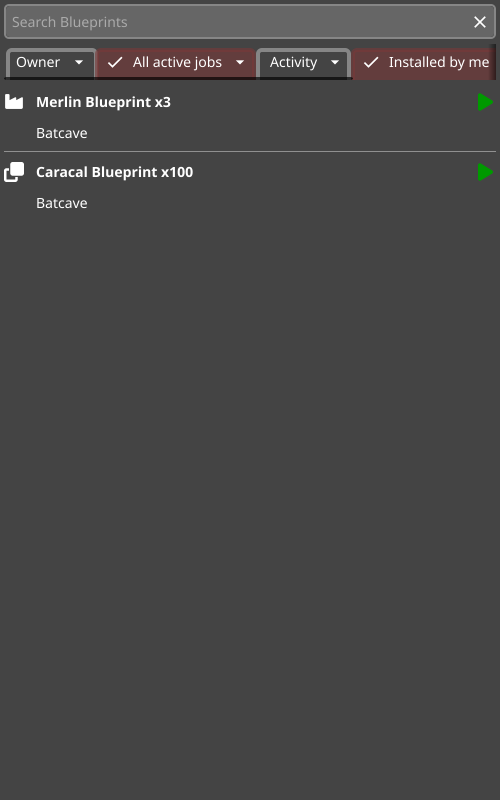 Search Blueprints
Owner All active jobs Activity Installed by me
Merlin Blueprint x3
Batcave
Caracal Blueprint x100
Batcave